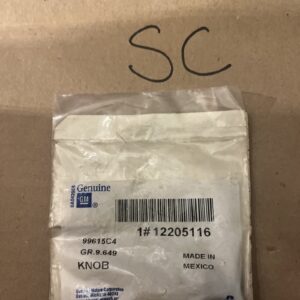 SC
Genuine
GM
1# 12205116
99615C4
GR.9.649
KNOB
MADE IN
MEXICO